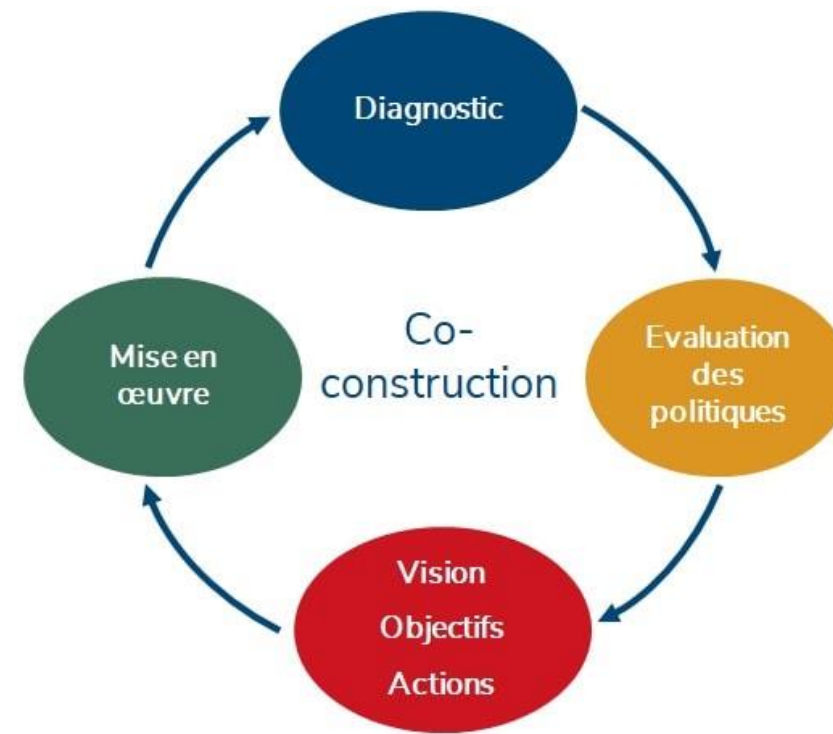 Diagnostic
Evaluation
des
politiques
Vision
Objectifs
Actions
Mise en
œuvre
Co-
construction